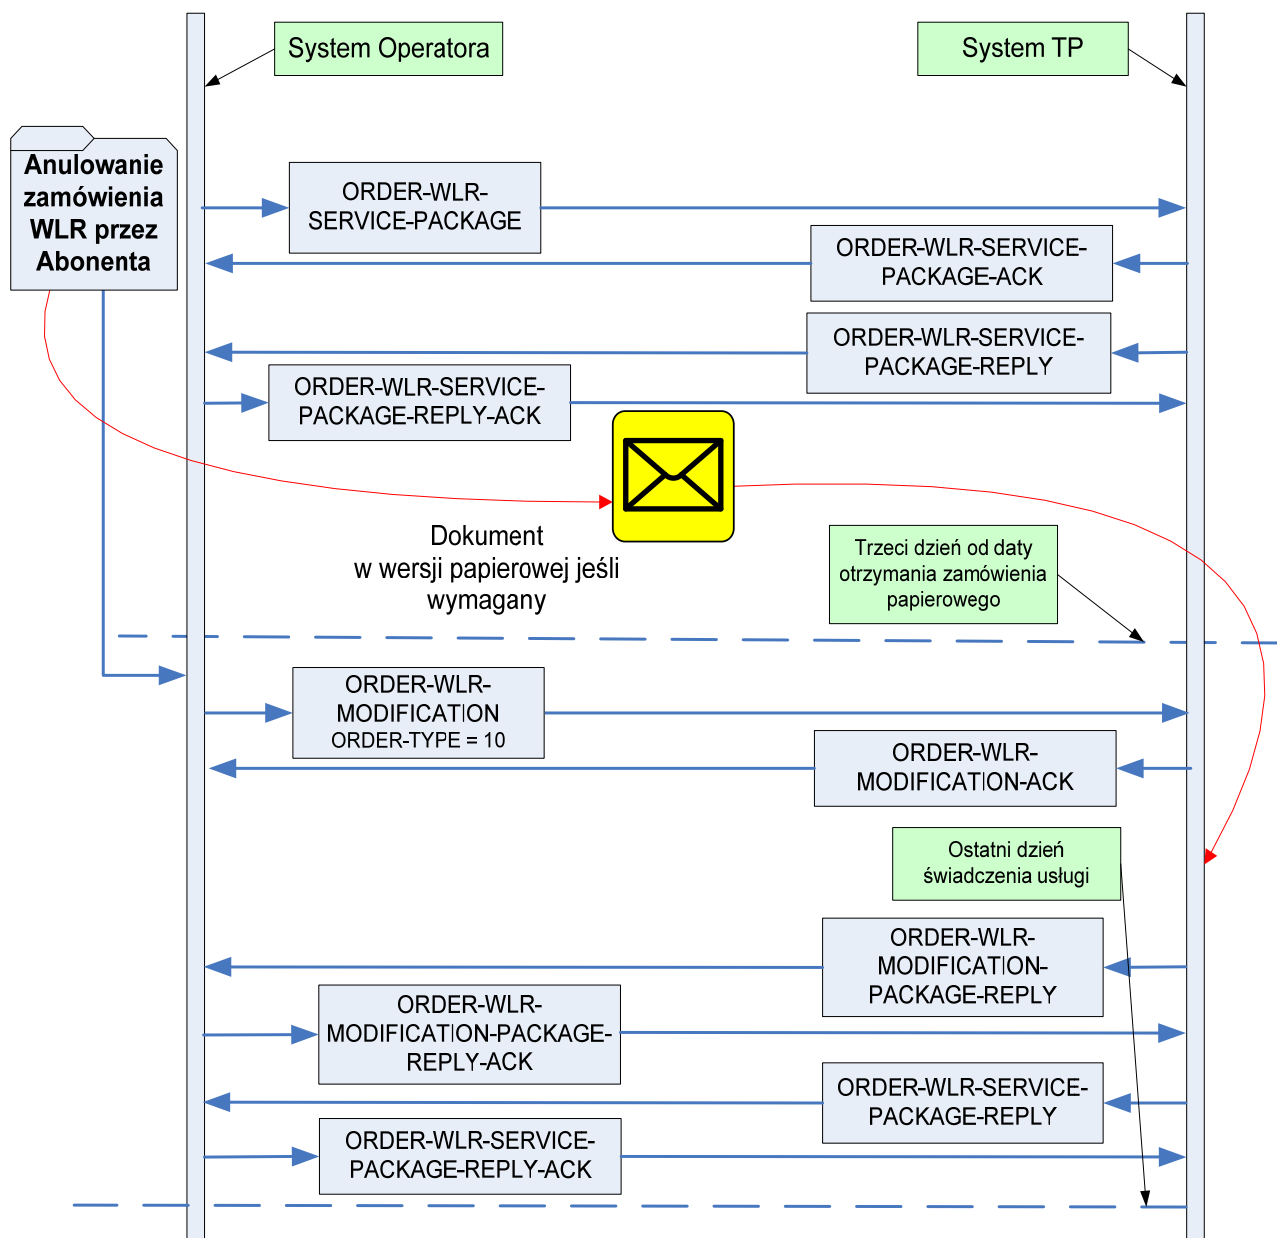 System Operatora
System TP
Anulowanie
zamówienia
WLR przez
Abonenta
ORDER-WLR-
SERVICE-PACKAGE
ORDER-WLR-SERVICE-
PACKAGE-ACK
ORDER-WLR-SERVICE-
PACKAGE-REPLY
ORDER-WLR-SERVICE-
PACKAGE-REPLY-ACK
Dokument
w wersji papierowej jeśli
wymagany
Trzeci dzień od daty
otrzymania zamówienia
papierowego
ORDER-WLR-
MODIFICATION
ORDER-TYPE = 10
ORDER-WLR-
MODIFICATION-ACK
Ostatni dzień
świadczenia usługi
ORDER-WLR-
MODIFICATION-
PACKAGE-REPLY
ORDER-WLR-
MODIFICATION-PACKAGE-
REPLY-ACK
ORDER-WLR-SERVICE-
PACKAGE-REPLY
ORDER-WLR-SERVICE-
PACKAGE-REPLY-ACK